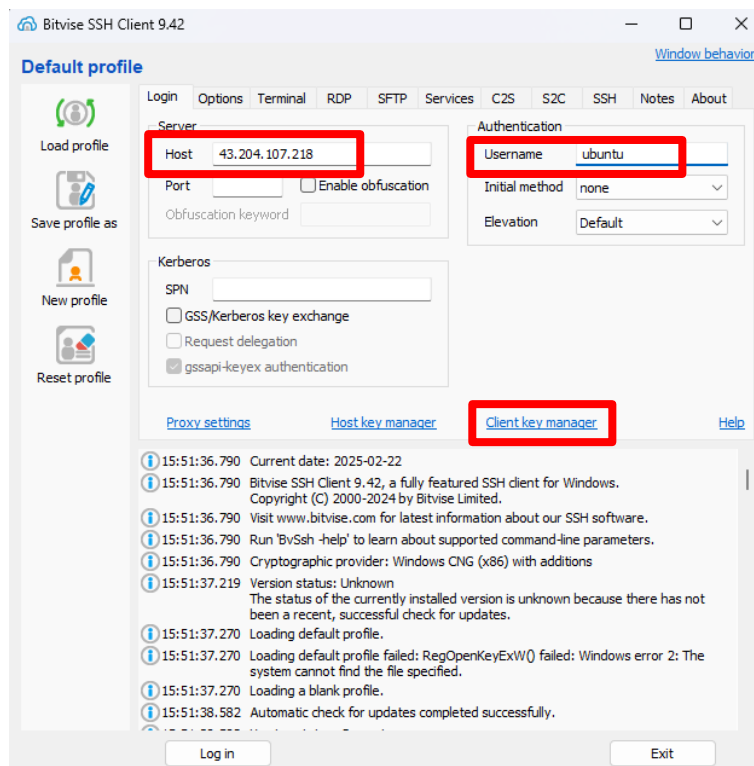 Bitvise SSH Client 9.42
Window behavior
Default profile
Load profile
Save profile as
New profile
Reset profile
Login Options Terminal RDP SFTP Services C2S S2C SSH Notes About
Server
Host 43.204.107.218
Port Enable obfuscation
Obfuscation keyword
Authentication
Username ubuntu
Initial method none
Elevation Default
Kerberos
SPN
GSS/Kerberos key exchange
Request delegation
gssapi-keyex authentication
Proxy settings Host key manager Client key manager Help
15:51:36.790 Current date: 2025-02-22
15:51:36.790 Bitvise SSH Client 9.42, a fully featured SSH client for Windows.
Copyright (C) 2000-2024 by Bitvise Limited.
15:51:36.790 Visit www.bitvise.com for latest information about our SSH software.
15:51:36.790 Run 'BvSsh -help' to learn about supported command-line parameters.
15:51:36.790 Cryptographic provider: Windows CNG (x86) with additions
15:51:37.219 Version status: Unknown
The status of the currently installed version is unknown because there has not
been a recent, successful check for updates.
15:51:37.270 Loading default profile.
15:51:37.270 Loading default profile failed: RegOpenKeyExW() failed: Windows error 2: The
system cannot find the file specified.
15:51:37.270 Loading a blank profile.
15:51:38.582 Automatic check for updates completed successfully.
Log in Exit